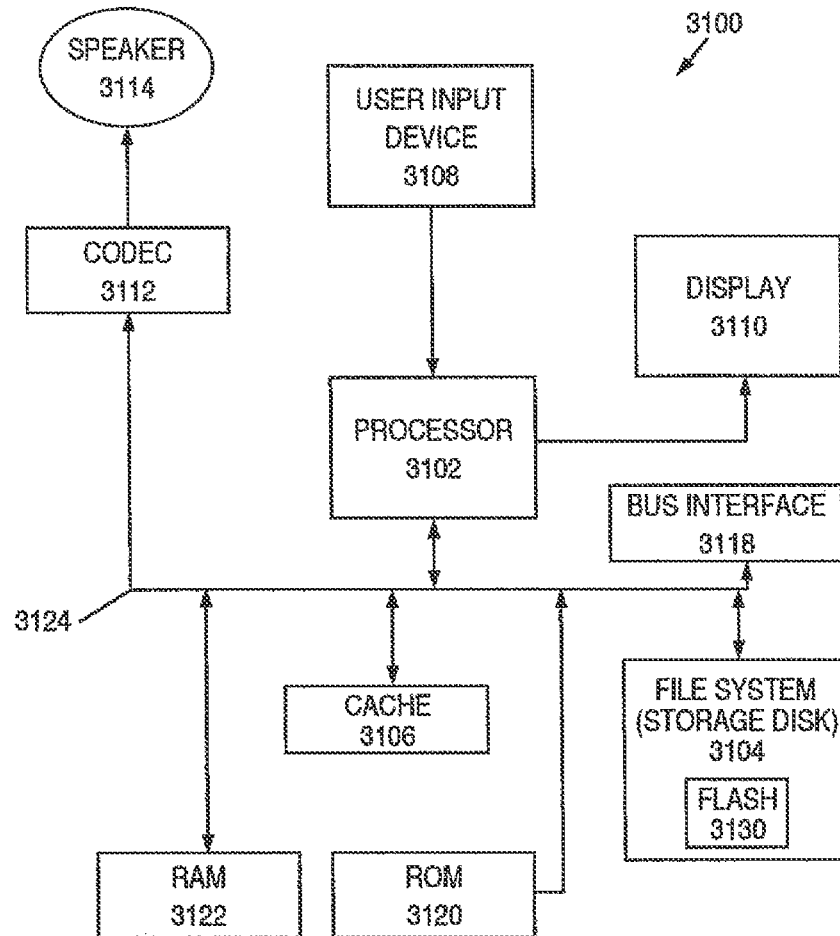 3100
SPEAKER
3114
USER INPUT
DEVICE
3108
CODEC
3112
DISPLAY
3110
PROCESSOR
3102
BUS INTERFACE
3118
3124
CACHE
3106
FILE SYSTEM
(STORAGE DISK)
3104
FLASH
3130
RAM
3122
ROM
3120